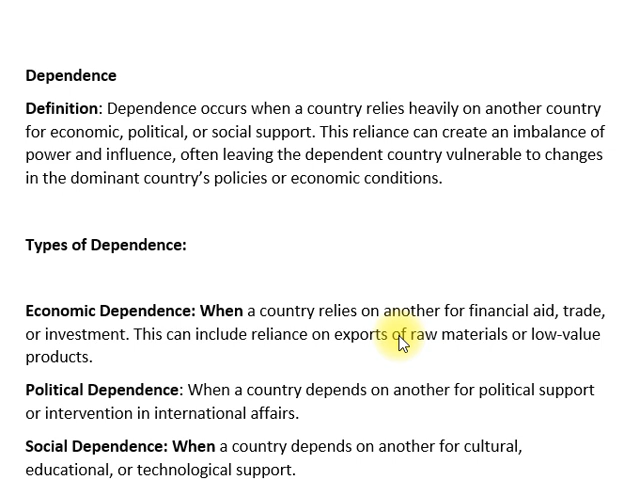 Dependence
Definition: Dependence occurs when a country relies heavily on another country
for economic, political, or social support. This reliance can create an imbalance of
power and influence, often leaving the dependent country vulnerable to changes
in the dominant country’s policies or economic conditions.
Types of Dependence:
Economic Dependence: When a country relies on another for financial aid, trade,
or investment. This can include reliance on exports of raw materials or low-value
products.
Political Dependence: When a country depends on another for political support
or intervention in international affairs.
Social Dependence: When a country depends on another for cultural,
educational, or technological support.